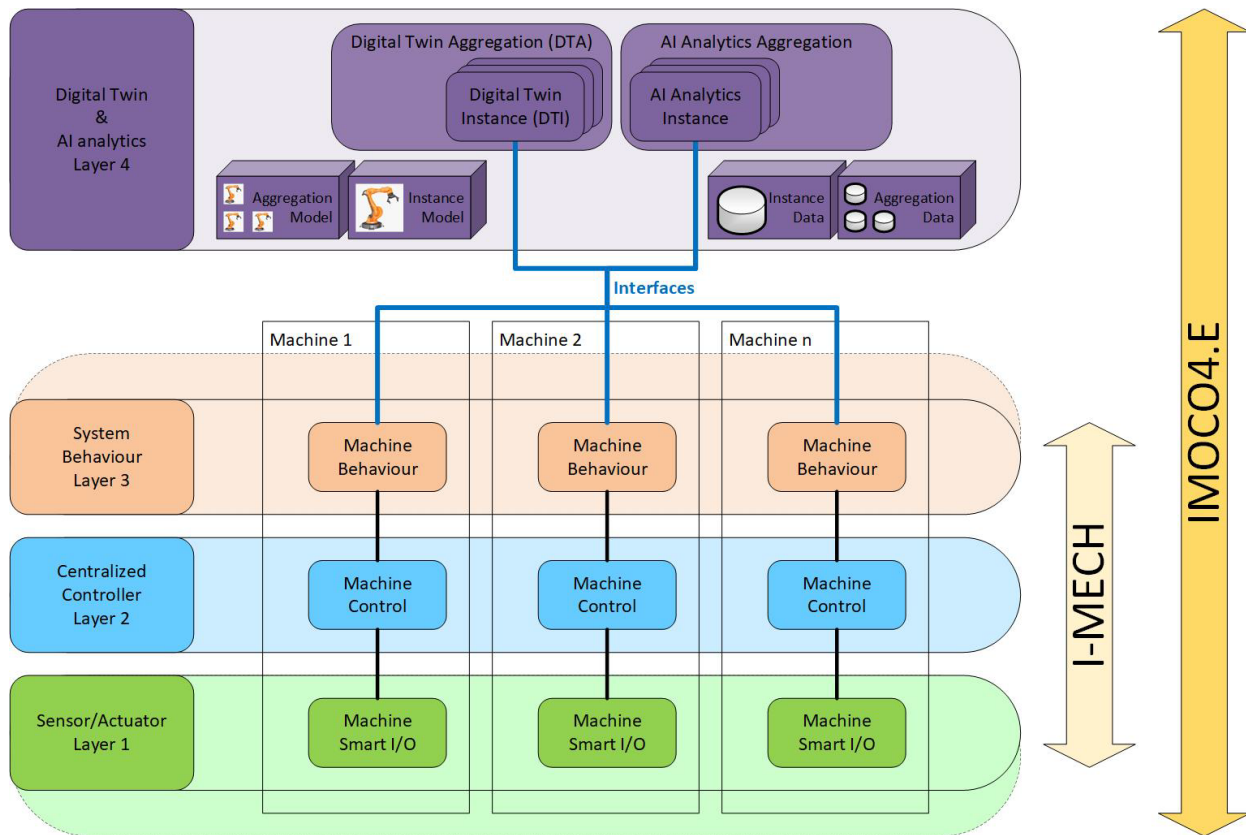 Digital Twin Aggregation (DTA)
AI Analytics Aggregation
Digital Twin
&
AI analytics
Layer 4
Digital Twin
Instance (DTI)
AI Analytics
Instance
Aggregation
Model
Instance
Model
Instance
Data
Aggregation
Data
Interfaces
Machine 1
Machine 2
Machine n
System
Behaviour
Layer 3
Machine
Behaviour
Machine
Behaviour
Machine
Behaviour
Centralized
Controller
Layer 2
Machine
Control
Machine
Control
Machine
Control
Sensor/Actuator
Layer 1
Machine
Smart I/O
Machine
Smart I/O
Machine
Smart I/O
I-MECH
IMOCO4.E